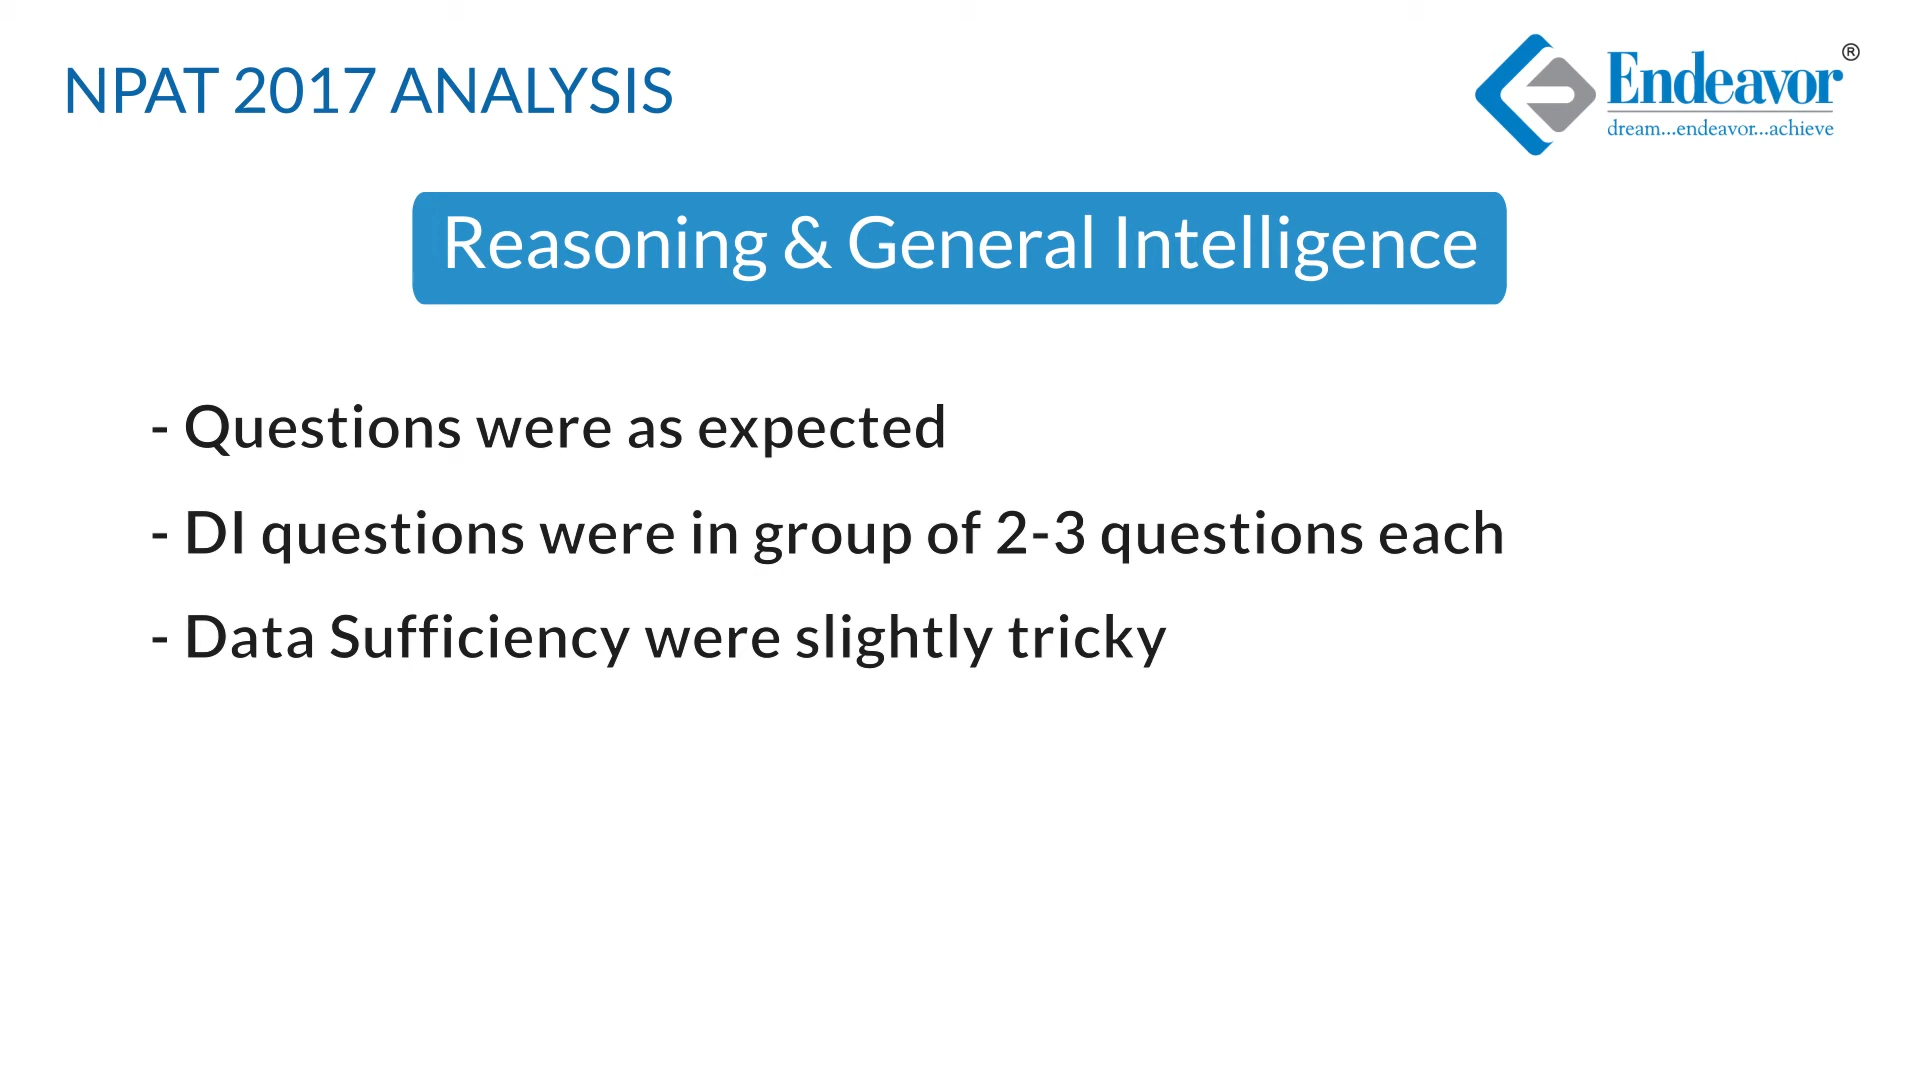 NPAT 2017 ANALYSIS
Endeavor®
dream...endeavor...achieve
Reasoning & General Intelligence
- Questions were as expected
- DI questions were in group of 2-3 questions each
- Data Sufficiency were slightly tricky